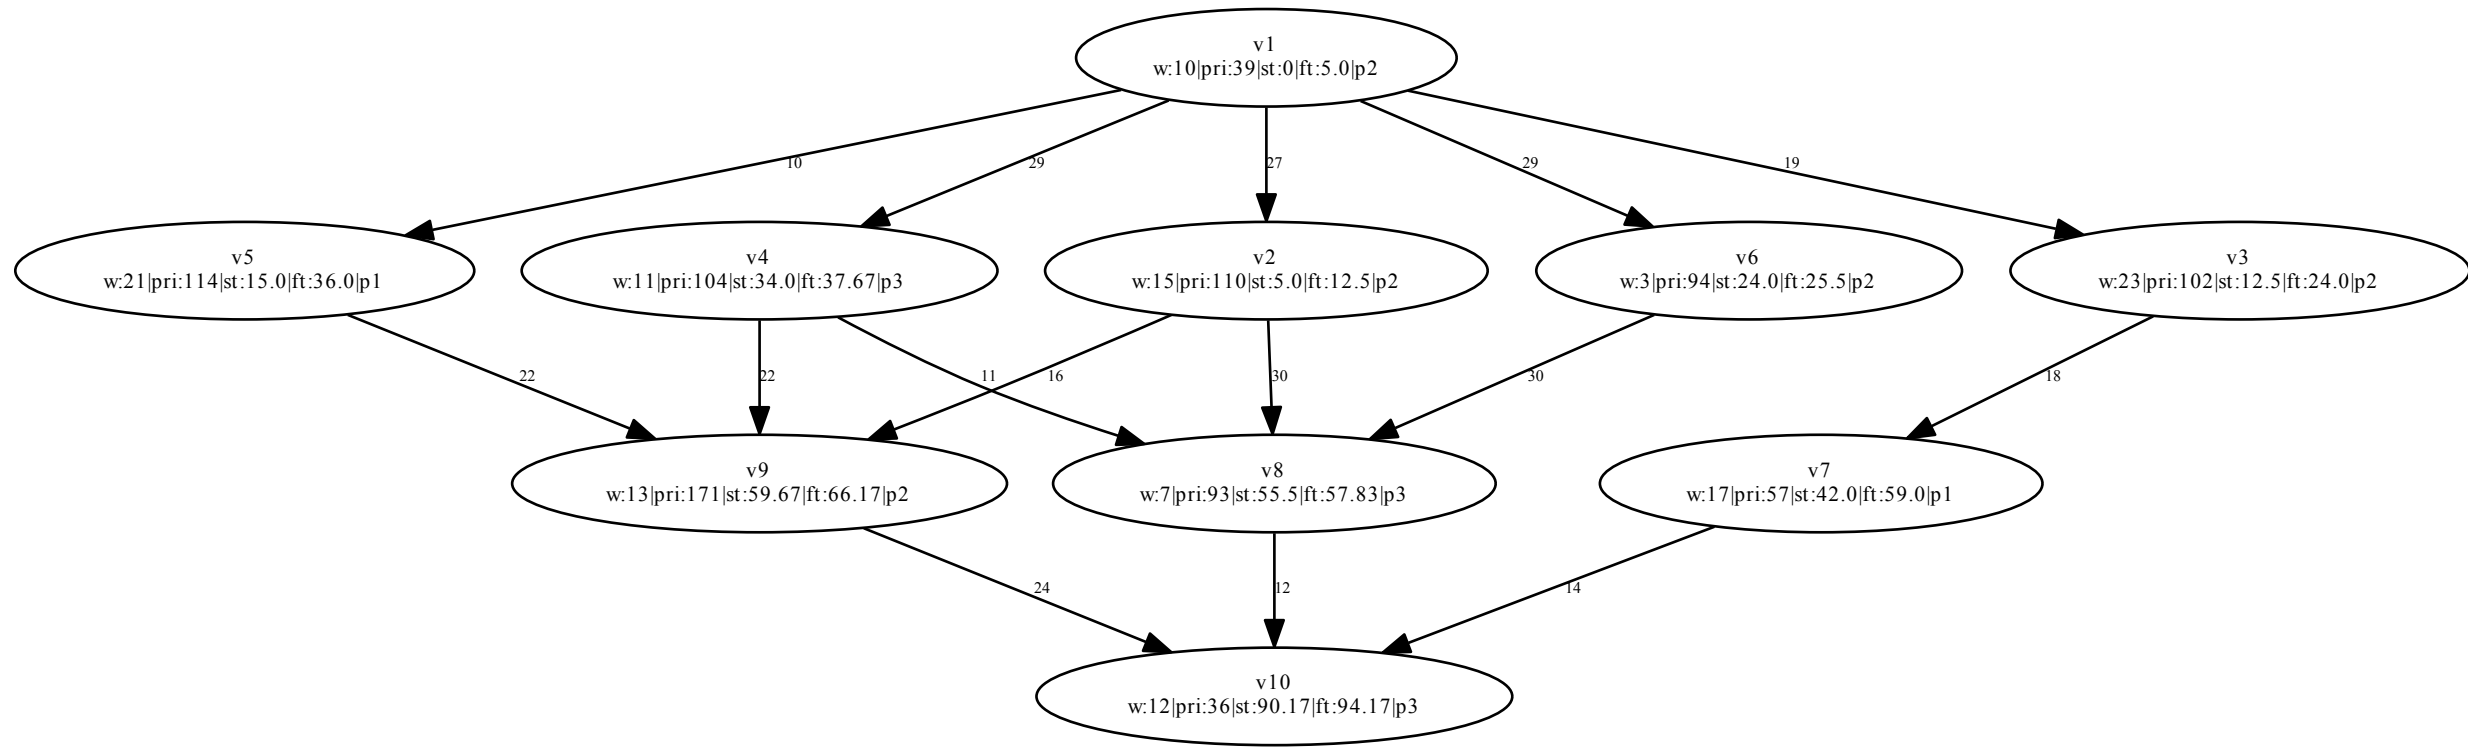 v1
w:10|pri:39|st:0|ft:5.0|p2
10
29
27
29
19
v5
w:21|pri:114|st:15.0|ft:36.0|p1
v4
w:11|pri:104|st:34.0|ft:37.67|p3
v2
w:15|pri:110|st:5.0|ft:12.5|p2
v6
w:3|pri:94|st:24.0|ft:25.5|p2
v3
w:23|pri:102|st:12.5|ft:24.0|p2
22
22
11
16
30
30
18
v9
w:13|pri:171|st:59.67|ft:66.17|p2
v8
w:7|pri:93|st:55.5|ft:57.83|p3
v7
w:17|pri:57|st:42.0|ft:59.0|p1
24
12
14
v10
w:12|pri:36|st:90.17|ft:94.17|p3